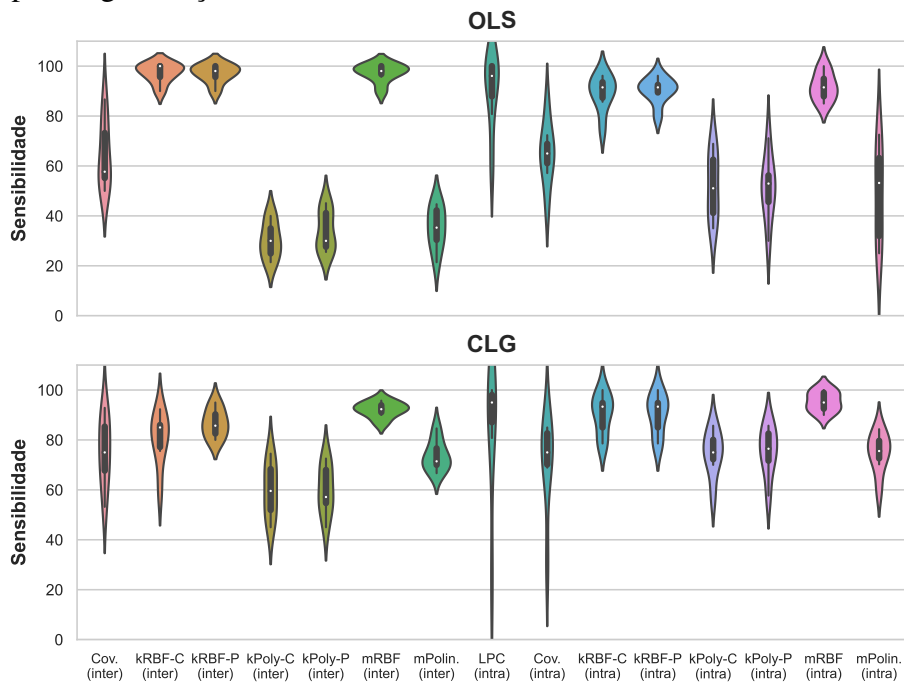 OLS
100
80
60
40
20
0
Sensibilidade
CLG
100
80
60
40
20
0
Sensibilidade
Cov. kRBF-C kRBF-P kPoly-C kPoly-P mRBF mPolin. LPC Cov. kRBF-C kRBF-P kPoly-C kPoly-P mRBF mPolin.
(inter) (inter) (inter) (inter) (inter) (inter) (inter) (intra) (intra) (intra) (intra) (intra) (intra) (intra) (intra)